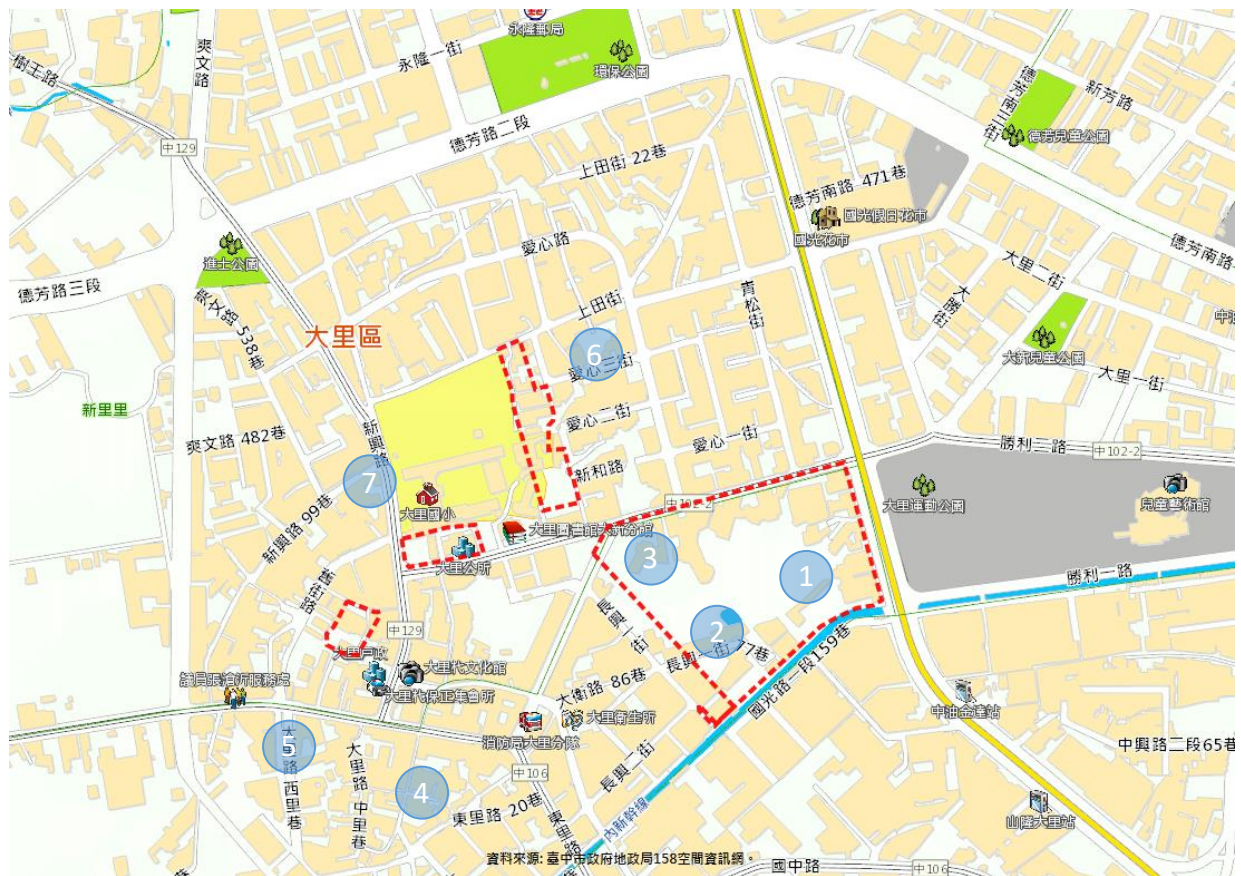 永隆郵局
環保公園
永隆一街
爽文路
樹王路
中129
德芳路二段
上田街 22巷
德芳南三街
新芳路
德芳兒童公園
德芳南路 471巷
國光假日花市
國光花市
德芳南路
大里二街
大勝街
進士公園
德芳路三段
爽文路 538巷
愛心路
上田街
青松街
大里區
6
愛心三街
大新兒童公園
大里一街
中油
新里里
爽文路 482巷
新興路
愛心二街
愛心一街
新和路
勝利二路
中102-2
7
大里國小
中102-2
大里運動公園
兒童藝術館
新興路 99巷
大里公所
3
1
勝利一路
舊街路
長興一街
2
中129
大里戶政
大里杙文化館
長興一街 77巷
國光路一段159巷
議員張滄沂服務處
大里杙保正集會所
大衛路 86巷
大里衛生所
消防局大里分隊
中油金達站
中興路二段65巷
5
大里路 西里巷
大里路 中里巷
4
中106
長興二街
東里路 20巷
東里路
內新幹線
山隆大里站
國中路
中106
資料來源: 臺中市政府地政局158空間資訊網。